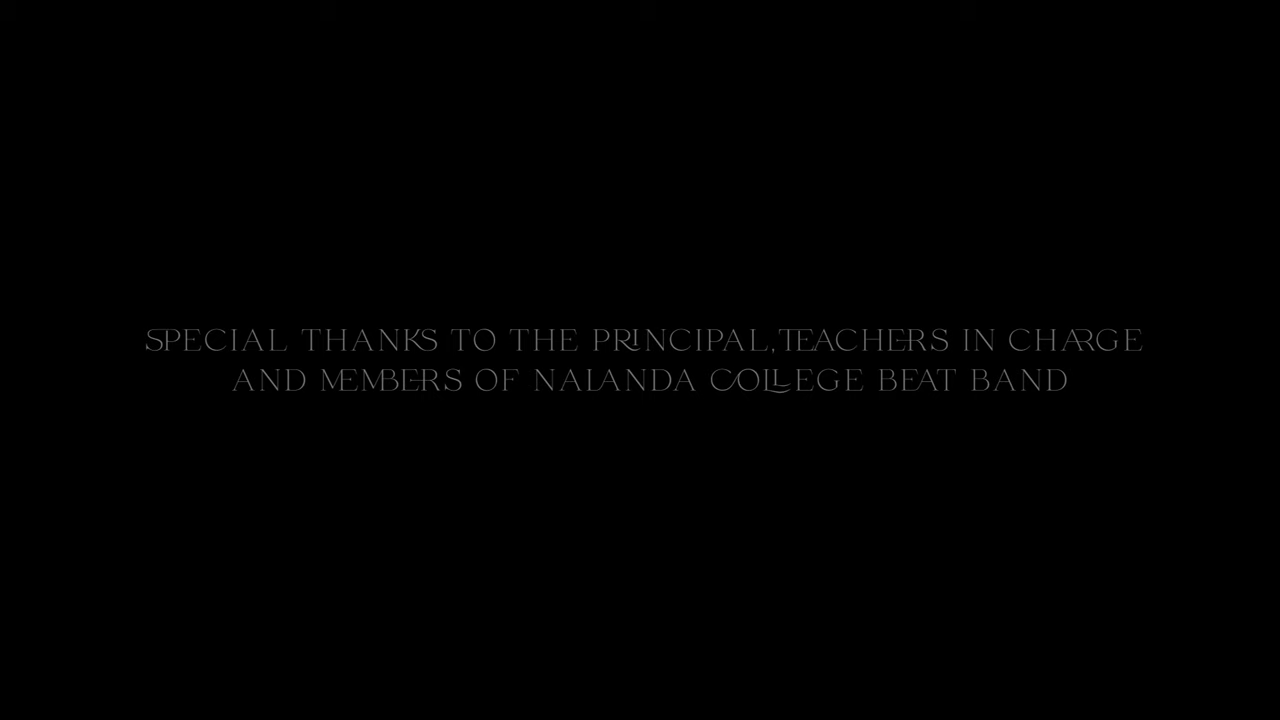 SPECIAL THANKS TO THE PRINCIPAL,TEACHERS IN CHARGE
AND MEMBERS OF NALANDA COLLEGE BEAT BAND